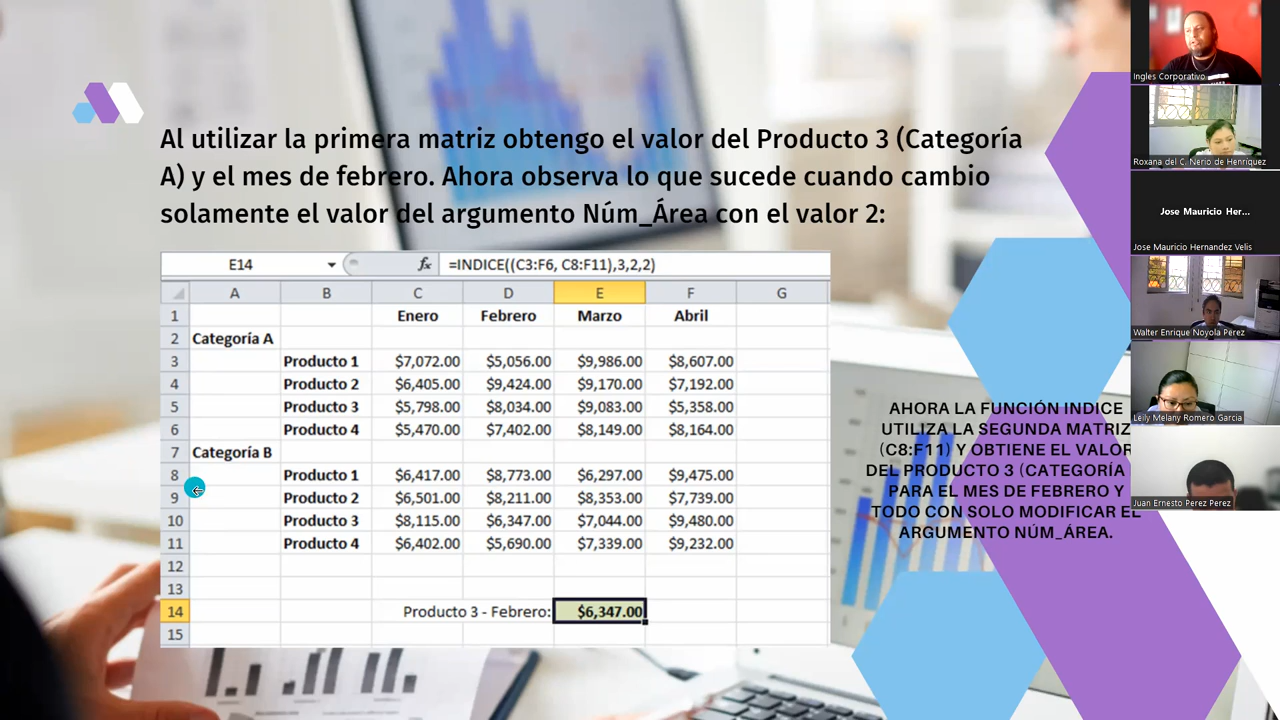 Al utilizar la primera matriz obtengo el valor del Producto 3 (Categoría
A) y el mes de febrero. Ahora observa lo que sucede cuando cambio
solamente el valor del argumento Núm_Área con el valor 2:
E14 fx =INDICE((C3:F6, C8:F11),3,2,2)
A B C D E F G
1 Enero Febrero Marzo Abril
2 Categoría A
3 Producto 1 $7,072.00 $5,056.00 $9,986.00 $8,607.00
4 Producto 2 $6,405.00 $9,424.00 $9,170.00 $7,192.00
5 Producto 3 $5,798.00 $8,034.00 $9,083.00 $5,358.00
6 Producto 4 $5,470.00 $7,402.00 $8,149.00 $8,164.00
7 Categoría B
8 Producto 1 $6,417.00 $8,773.00 $6,297.00 $9,475.00
9 Producto 2 $6,501.00 $8,211.00 $8,353.00 $7,739.00
10 Producto 3 $8,115.00 $6,347.00 $7,044.00 $9,480.00
11 Producto 4 $6,402.00 $5,690.00 $7,339.00 $9,232.00
12
13
14 Producto 3 - Febrero: $6,347.00
15
AHORA LA FUNCIÓN INDICE
UTILIZA LA SEGUNDA MATRIZ
(C8:F11) Y OBTIENE EL VALOR
DEL PRODUCTO 3 (CATEGORÍA
PARA EL MES DE FEBRERO Y
TODO CON SOLO MODIFICAR EL
ARGUMENTO NÚM_ÁREA.
Ingles Corporativo
Roxana del C. Nerio de Henríquez
Jose Mauricio Her...
Jose Mauricio Hernandez Velis
Walter Enrique Noyola Perez
Leily Melany Romero Garcia
Juan Ernesto Perez Perez